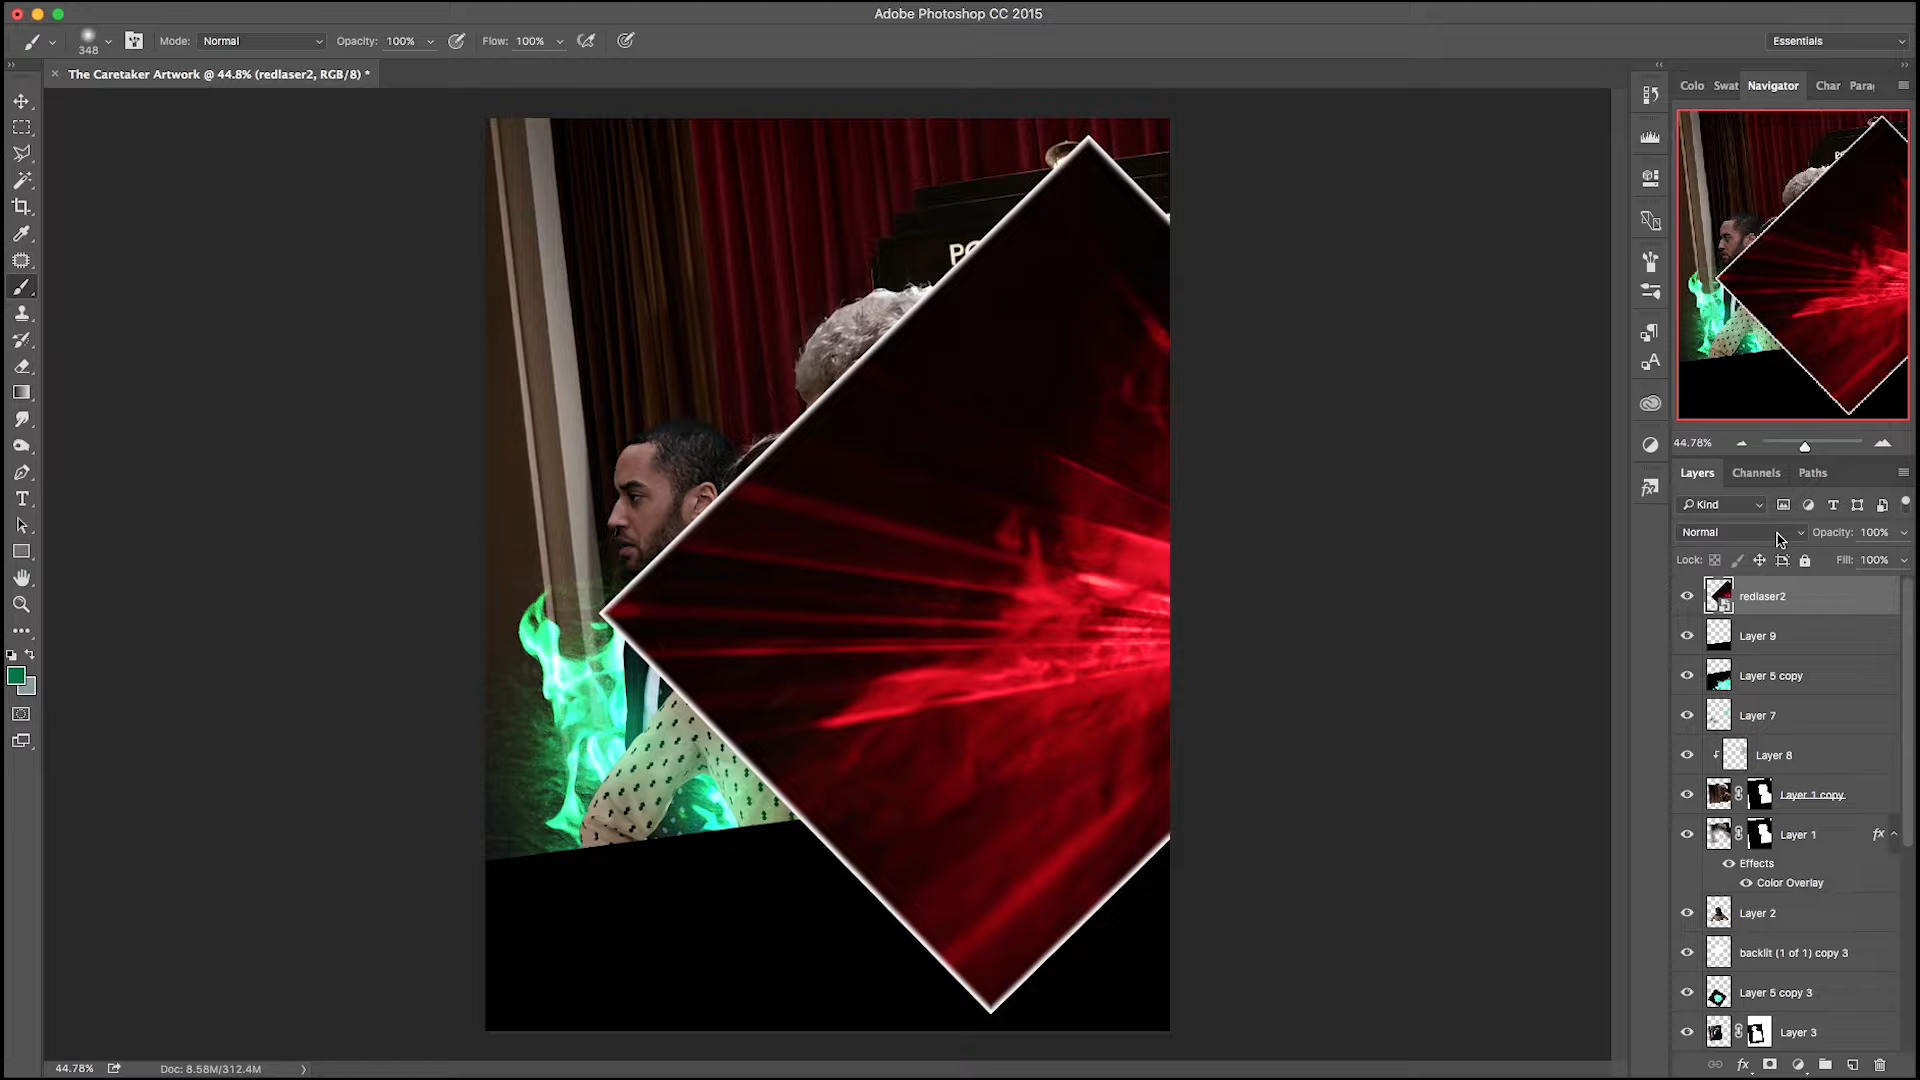 Adobe Photoshop CC 2015
348
Mode: Normal
Opacity: 100%
Flow: 100%
Essentials
The Caretaker Artwork @ 44.8% (redlaser2, RGB/8) *
Colo
Swat
Navigator
Char
Para
PO
44.78%
Layers
Channels
Paths
Kind
Normal
Opacity: 100%
Lock:
Fill: 100%
redlaser2
Layer 9
Layer 5 copy
Layer 7
Layer 8
Layer 1 copy
Layer 1
fx
Effects
Color Overlay
Layer 2
backlit (1 of 1) copy 3
Layer 5 copy 3
Layer 3
44.78%
Doc: 8.58M/312.4M
fx